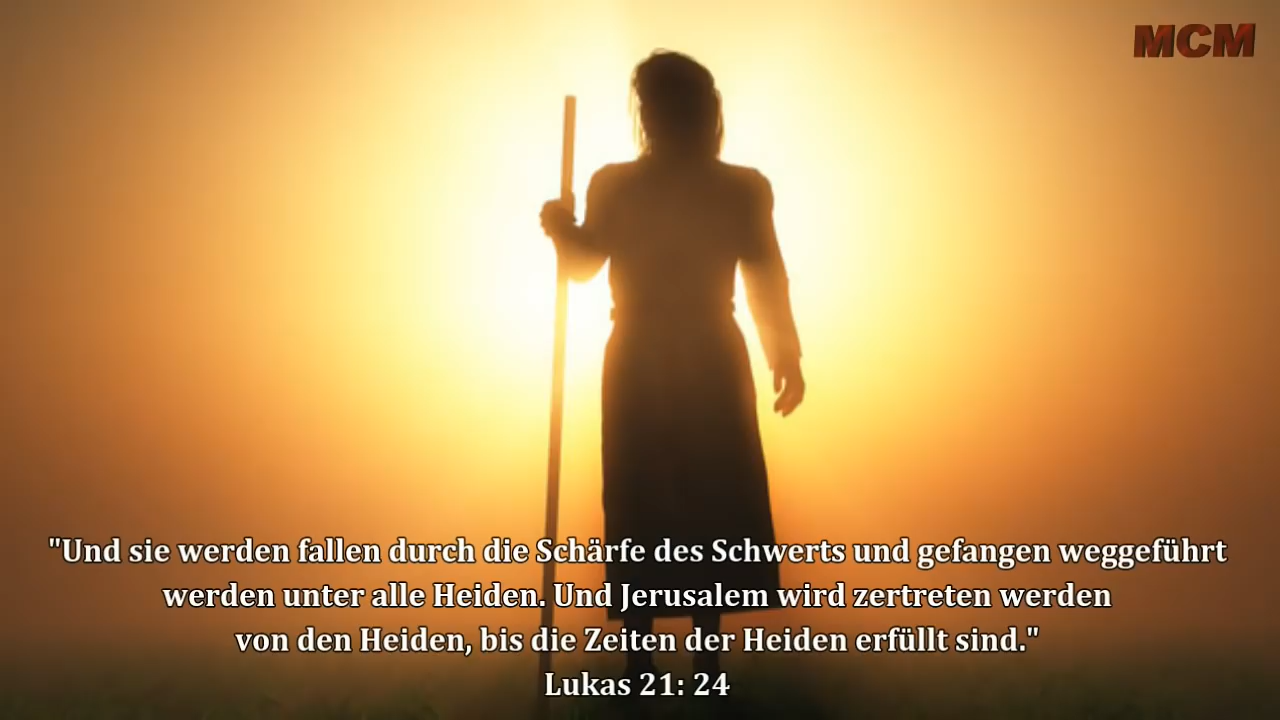 MCM
"Und sie werden fallen durch die Schärfe des Schwerts und gefangen weggeführt
werden unter alle Heiden. Und Jerusalem wird zertreten werden
von den Heiden, bis die Zeiten der Heiden erfüllt sind."
Lukas 21: 24